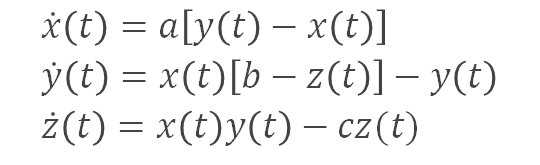 ẋ(t) = a[y(t) − x(t)]
ẏ(t) = x(t)[b − z(t)] − y(t)
ż(t) = x(t)y(t) − cz(t)